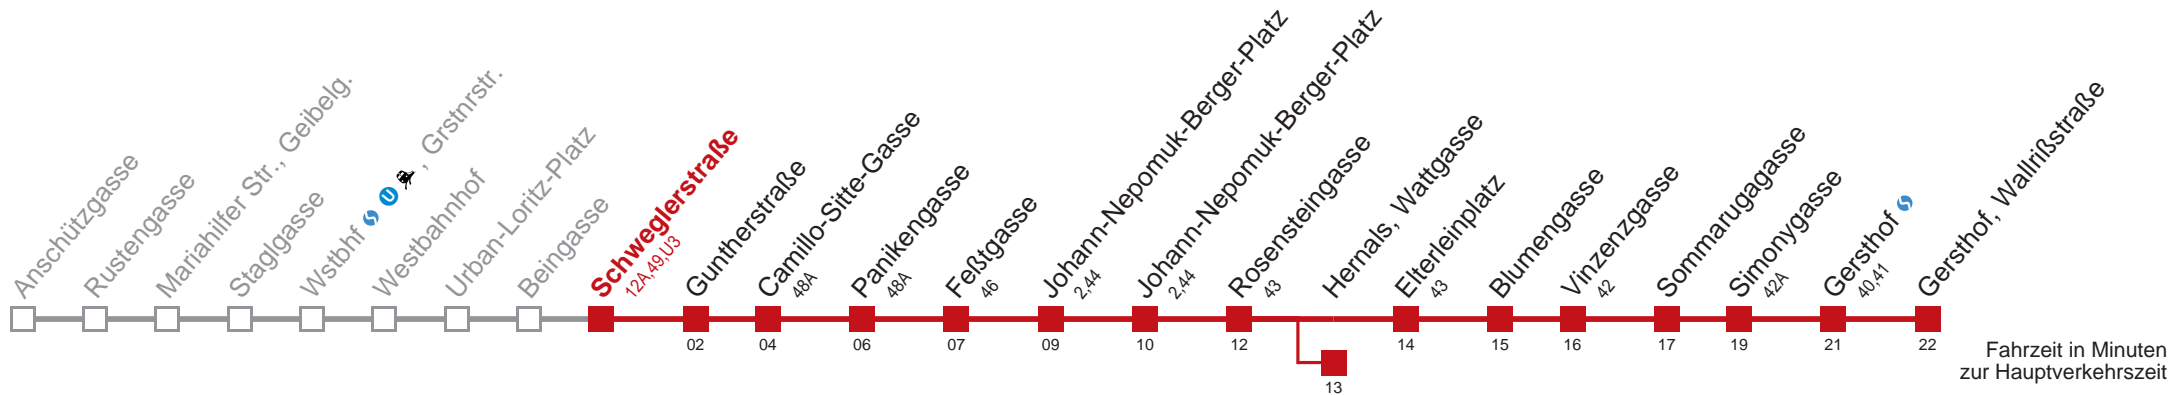 Anschützgasse
Rustengasse
Mariahilfer Str., Geibelg.
Staglgasse
Wstbhf S U , Grstnrstr.
Westbahnhof
Urban-Loritz-Platz
Beingasse
Schweglerstraße
12A,49,U3
Guntherstraße
Camillo-Sitte-Gasse
48A
Panikengasse
48A
Feßtgasse
46
Johann-Nepomuk-Berger-Platz
2,44
Johann-Nepomuk-Berger-Platz
2,44
Rosensteingasse
43
Hernals, Wattgasse
Elterleinplatz
43
Blumengasse
Vinzenzgasse
42
Sommarugagasse
Simonygasse
42A
Gersthof S
40,41
Gersthof, Wallrißstraße
02 04 06 07 09 10 12 14 15 16 17 19 21 22
13
Fahrzeit in Minuten
zur Hauptverkehrszeit